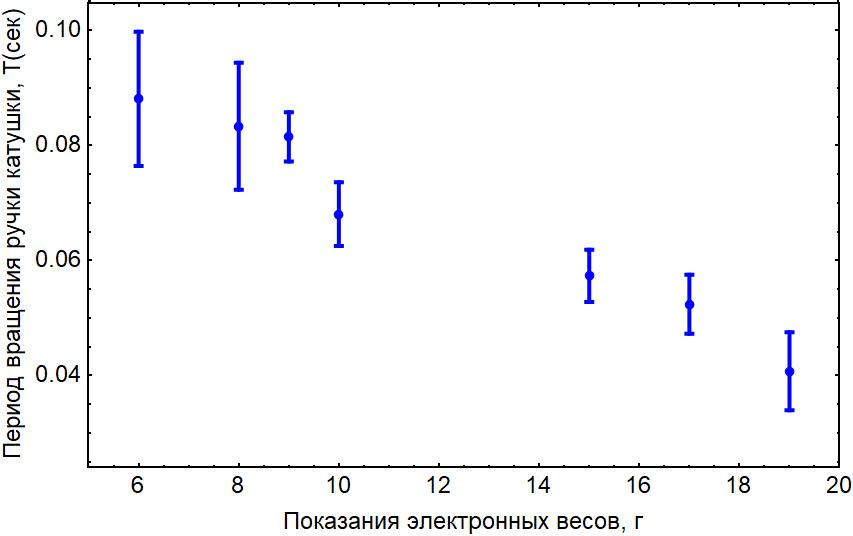 Период вращения ручки катушки, T(сек)
0.10
0.08
0.06
0.04
6 8 10 12 14 16 18 20
Показания электронных весов, г